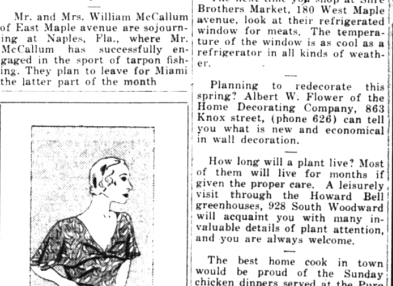 Mr. and Mrs. William McCallum
of East Maple avenue are sojourn-
ing at Naples, Fla., where Mr.
McCallum has successfully en-
gaged in the sport of tarpon fish-
ing. They plan to leave for Miami
the latter part of the month
Brothers Market, 180 West Maple
avenue, look at their refrigerated
window for meats. The tempera-
ture of the window is as cool as a
refrigerator in all kinds of weath-
er.
Planning to redecorate this
spring? Albert W. Flower of the
Home Decorating Company, 863
Knox street, (phone 626) can tell
you what is new and economical
in wall decoration.
How long will a plant live? Most
of them will live for months if
given the proper care. A leisurely
visit through the Howard Bell
greenhouses, 928 South Woodward
will acquaint you with many in-
valuable details of plant attention,
and you are always welcome.
The best home cook in town
would be proud of the Sunday
chicken dinners served at the Pure